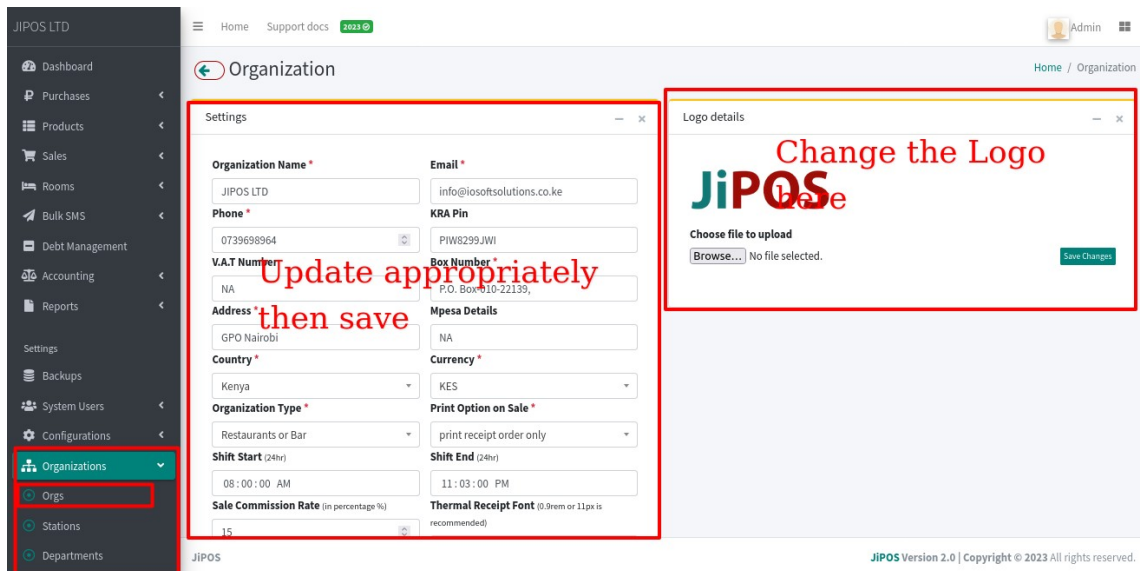 JIPOS LTD
Home Support docs 2023
Admin
Dashboard
Purchases
Products
Sales
Rooms
Bulk SMS
Debt Management
Accounting
Reports
Settings
Backups
System Users
Configurations
Organizations
Orgs
Stations
Departments
Organization
Home / Organization
Settings
Organization Name * Email *
JIPOS LTD info@iosoftsolutions.co.ke
Phone * KRA Pin
0739698964 PIW8299JWI
V.A.T Number Box Number *
NA P.O. Box-010-22139,
Address * Mpesa Details
GPO Nairobi NA
Country * Currency *
Kenya KES
Organization Type * Print Option on Sale *
Restaurants or Bar print receipt order only
Shift Start (24hr) Shift End (24hr)
08:00:00 AM 11:03:00 PM
Sale Commission Rate (in percentage %) Thermal Receipt Font (0.9rem or 11px is
recommended)
15
Update appropriately
then save
Logo details
Change the Logo
here
JiPOS
Choose file to upload
Browse... No file selected.
Save Changes
JiPOS
JiPOS Version 2.0 | Copyright © 2023 All rights reserved.